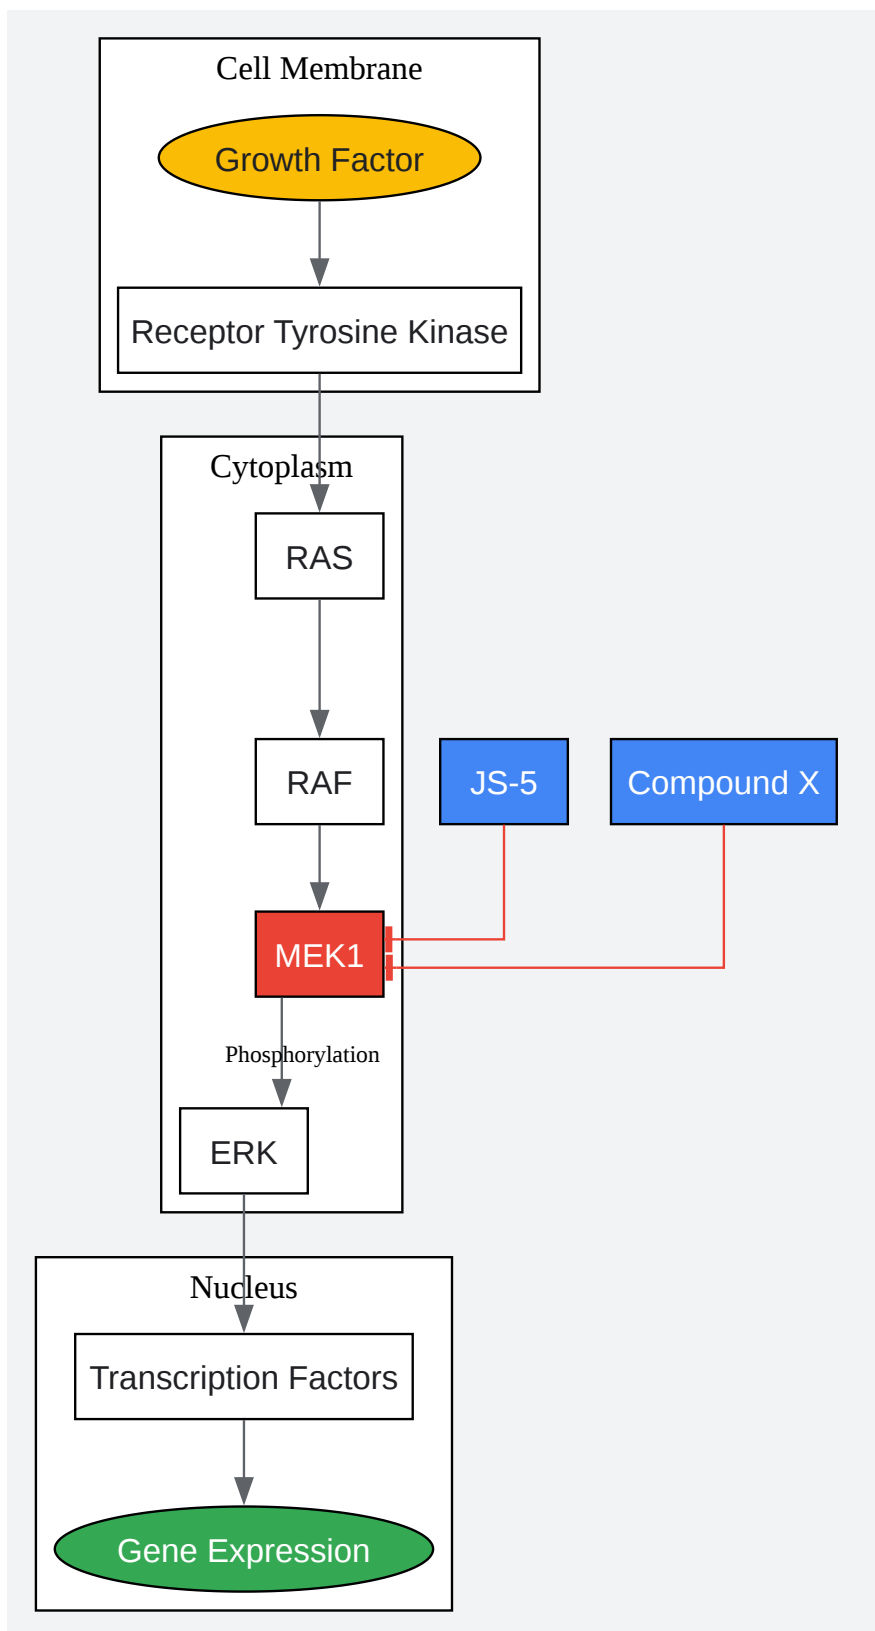 Cell Membrane
Growth Factor
Receptor Tyrosine Kinase
Cytoplasm
RAS
RAF
JS-5
Compound X
MEK1
Phosphorylation
ERK
Nucleus
Transcription Factors
Gene Expression